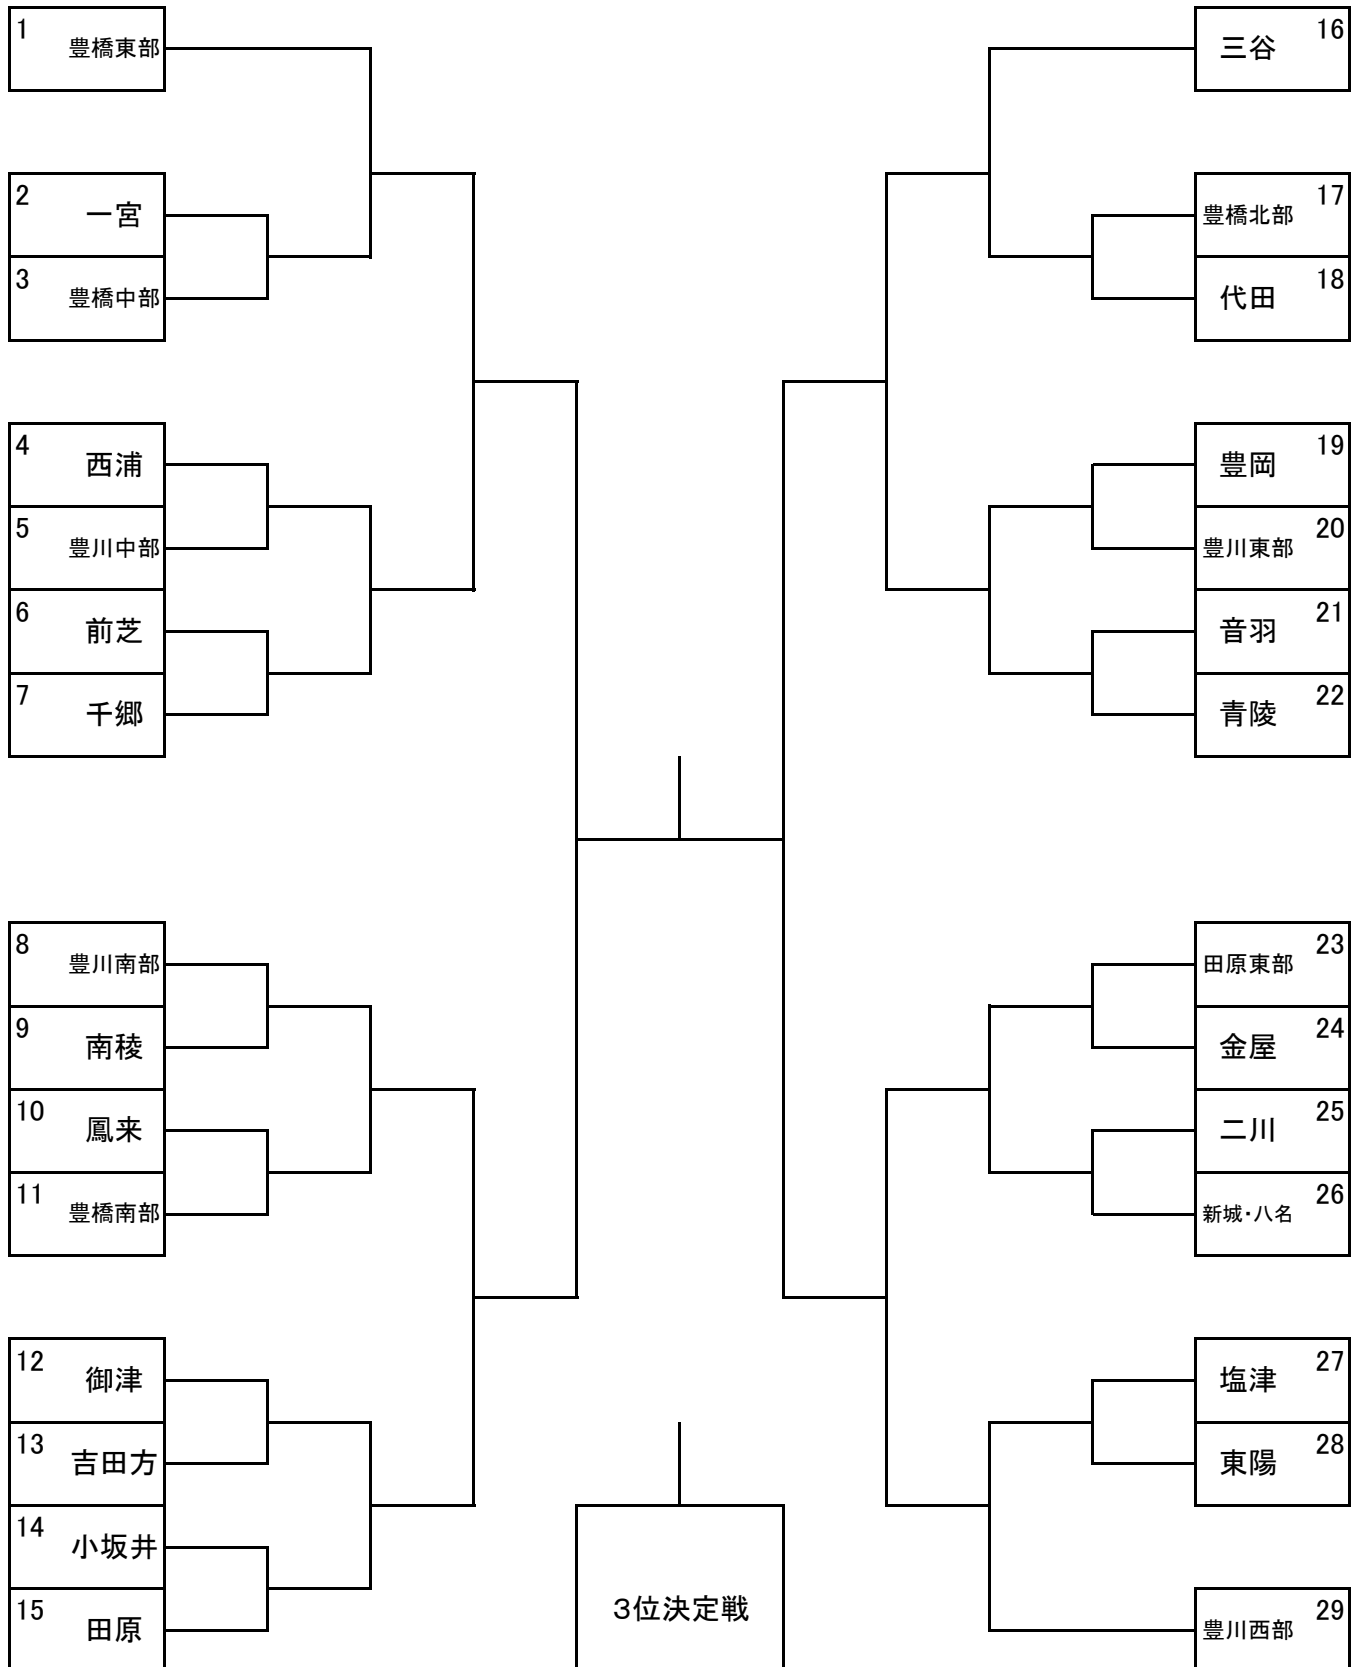 1 豊橋東部
2 一宮
3 豊橋中部
4 西浦
5 豊川中部
6 前芝
7 千郷
8 豊川南部
9 南稜
10 鳳来
11 豊橋南部
12 御津
13 吉田方
14 小坂井
15 田原
3位決定戦
三谷 16
豊橋北部 17
代田 18
豊岡 19
豊川東部 20
音羽 21
青陵 22
田原東部 23
金屋 24
二川 25
新城・八名 26
塩津 27
東陽 28
豊川西部 29